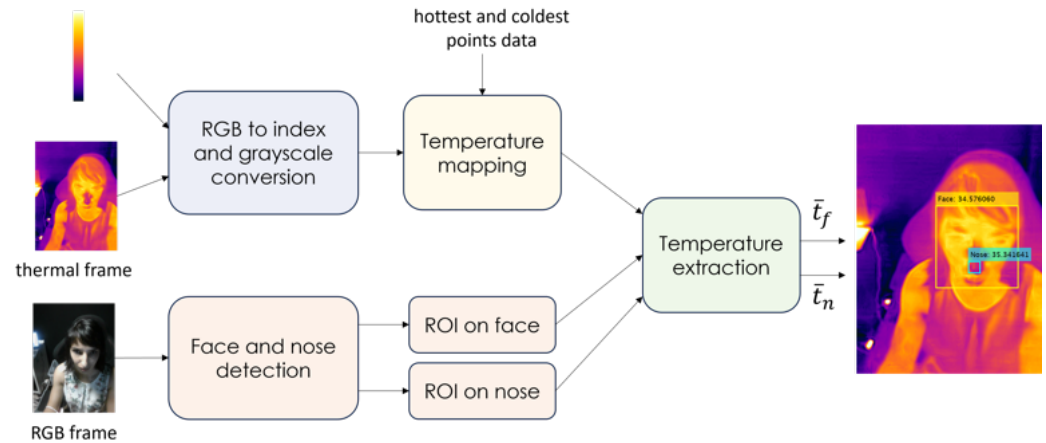 hottest and coldest
points data
RGB to index
and grayscale
conversion
Temperature
mapping
thermal frame
Temperature
extraction
t̄f
t̄n
Face: 34.576060
Nose: 35.341641
Face and nose
detection
ROI on face
ROI on nose
RGB frame